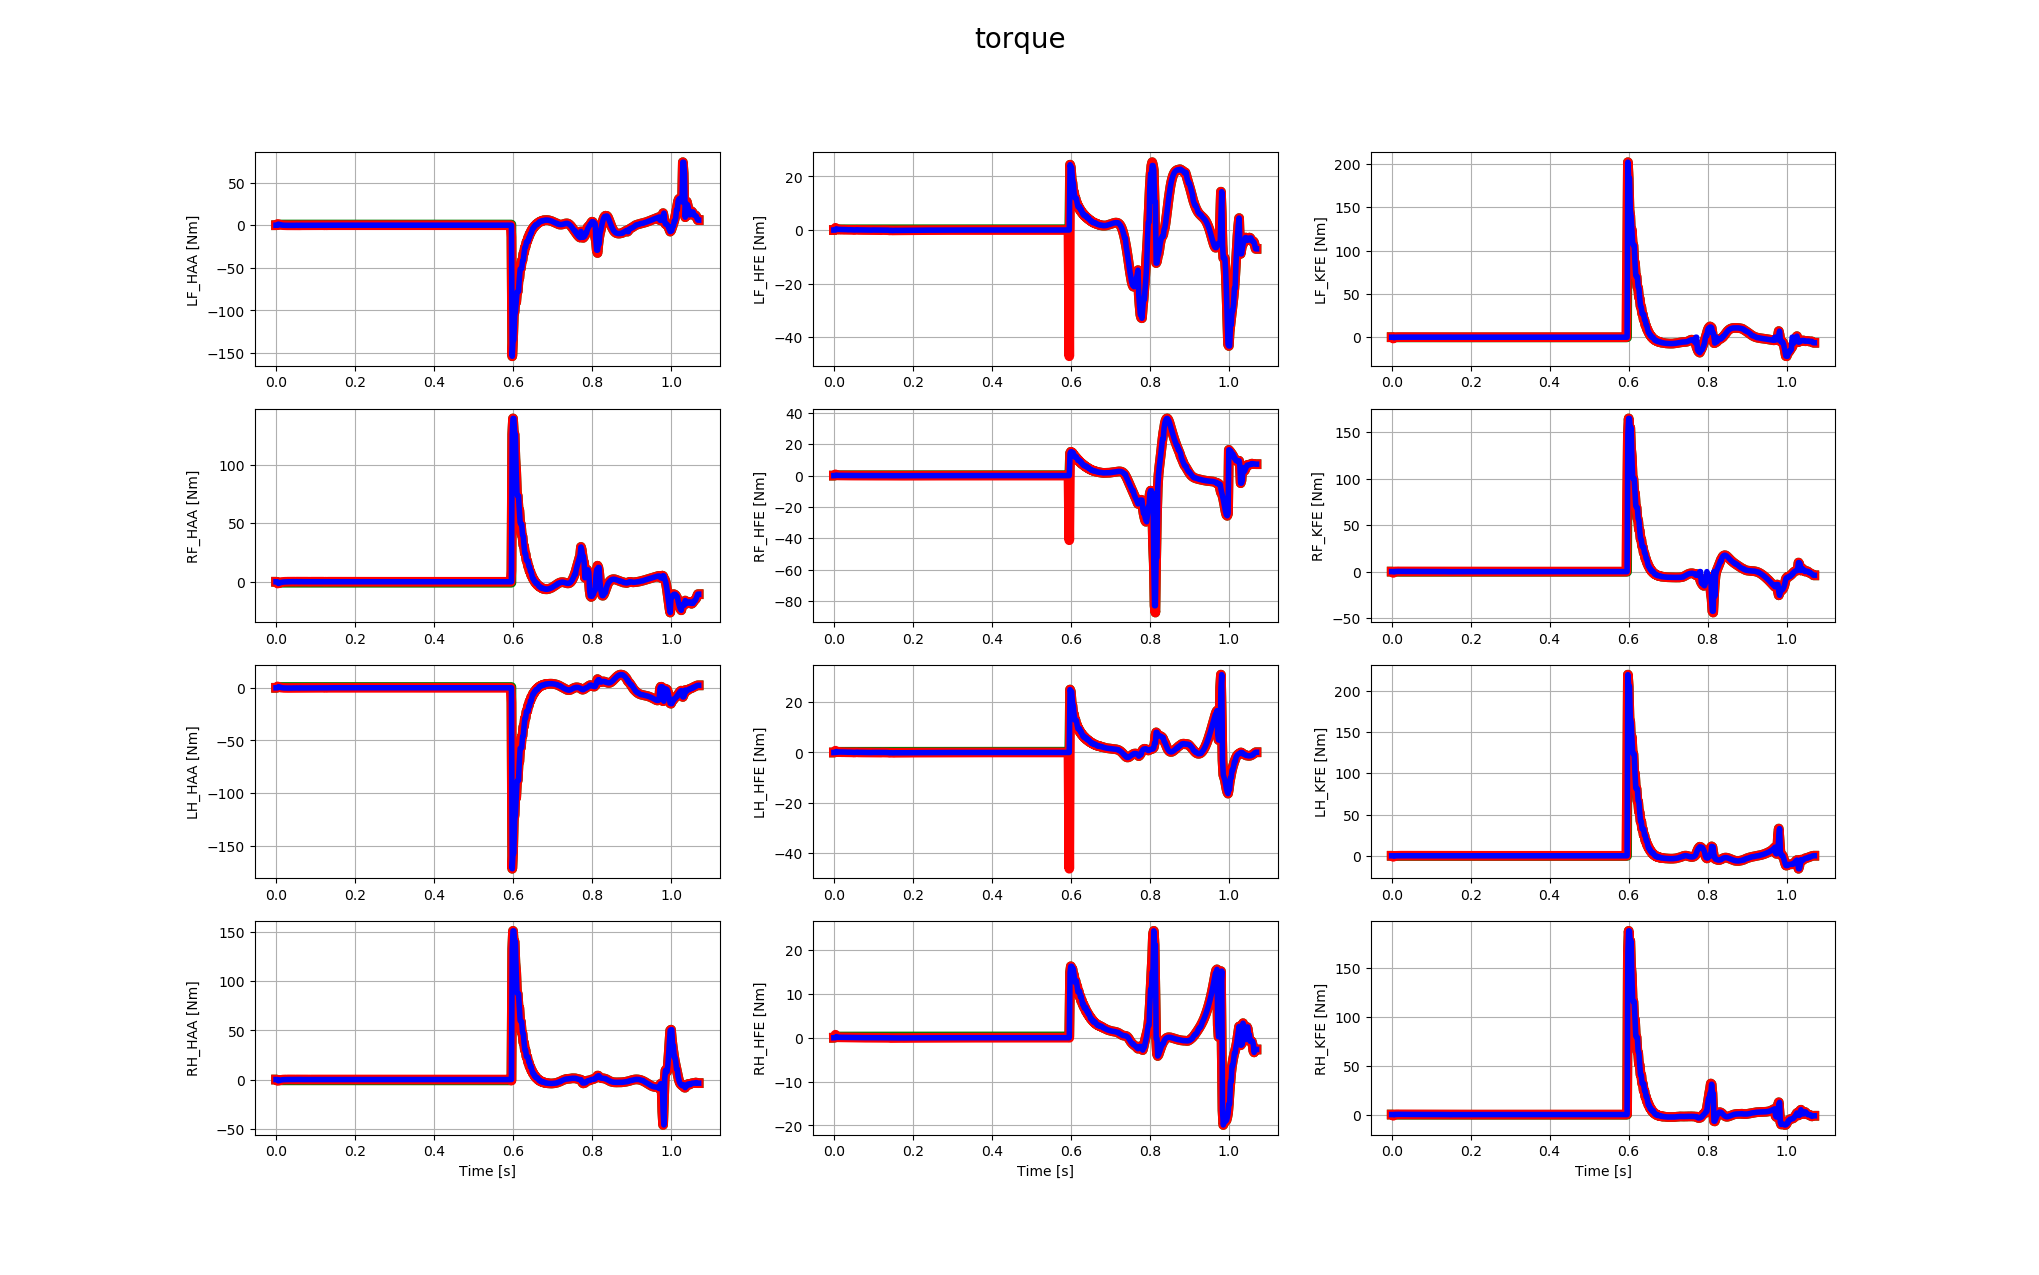 torque
LF_HAA [Nm]
50
0
−50
−100
−150
0.0 0.2 0.4 0.6 0.8 1.0
LF_HFE [Nm]
20
0
−20
−40
0.0 0.2 0.4 0.6 0.8 1.0
LF_KFE [Nm]
200
150
100
50
0
0.0 0.2 0.4 0.6 0.8 1.0
RF_HAA [Nm]
100
50
0
0.0 0.2 0.4 0.6 0.8 1.0
RF_HFE [Nm]
40
20
0
−20
−40
−60
−80
0.0 0.2 0.4 0.6 0.8 1.0
RF_KFE [Nm]
150
100
50
0
−50
0.0 0.2 0.4 0.6 0.8 1.0
LH_HAA [Nm]
0
−50
−100
−150
0.0 0.2 0.4 0.6 0.8 1.0
LH_HFE [Nm]
20
0
−20
−40
0.0 0.2 0.4 0.6 0.8 1.0
LH_KFE [Nm]
200
150
100
50
0
0.0 0.2 0.4 0.6 0.8 1.0
RH_HAA [Nm]
150
100
50
0
−50
0.0 0.2 0.4 0.6 0.8 1.0
Time [s]
RH_HFE [Nm]
20
10
0
−10
−20
0.0 0.2 0.4 0.6 0.8 1.0
Time [s]
RH_KFE [Nm]
150
100
50
0
0.0 0.2 0.4 0.6 0.8 1.0
Time [s]